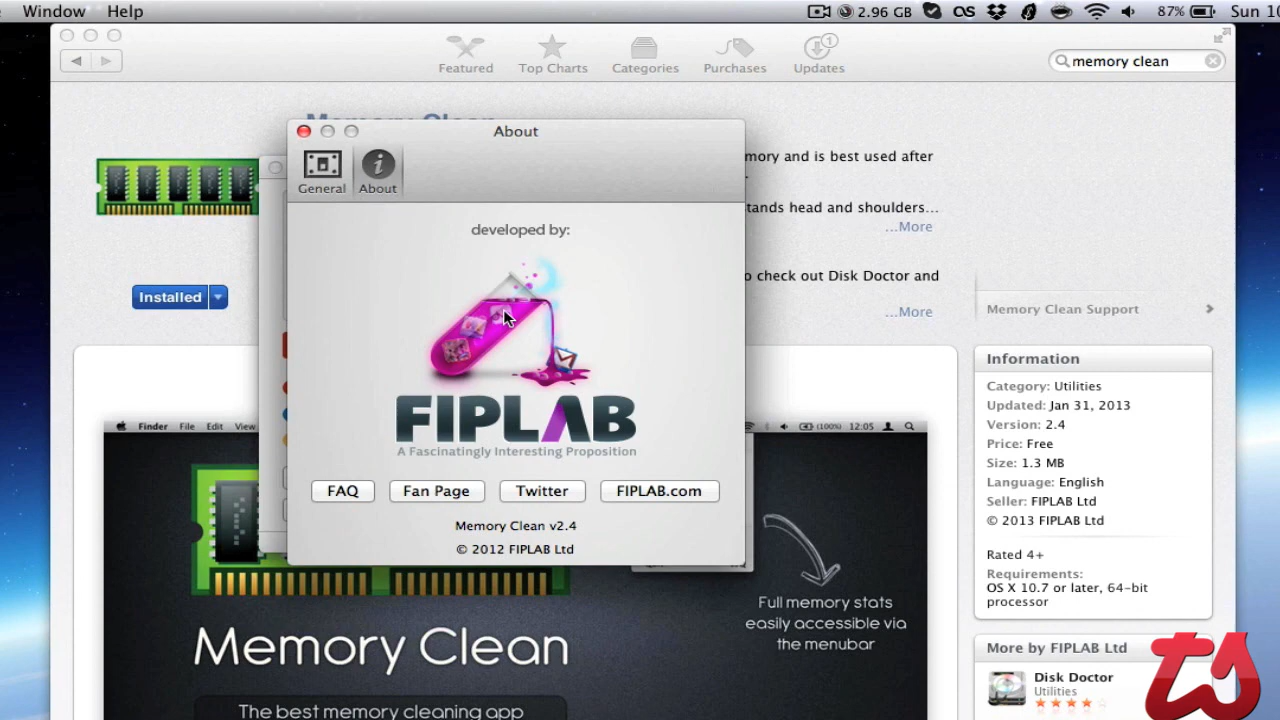 Window Help
2.96 GB
87%
Sun 10
Featured
Top Charts
Categories
Purchases
1
Updates
memory clean
Memory Clean
About
General
About
mory and is best used after
tands head and shoulders...
...More
o check out Disk Doctor and
...More
Installed
developed by:
FIPLAB
A Fascinatingly Interesting Proposition
FAQ
Fan Page
Twitter
FIPLAB.com
Memory Clean v2.4
© 2012 FIPLAB Ltd
Memory Clean Support
Information
Category: Utilities
Updated: Jan 31, 2013
Version: 2.4
Price: Free
Size: 1.3 MB
Language: English
Seller: FIPLAB Ltd
© 2013 FIPLAB Ltd
Rated 4+
Requirements:
OS X 10.7 or later, 64-bit
processor
More by FIPLAB Ltd
Disk Doctor
Utilities
Finder File Edit View
(100%) 12:05
Full memory stats
easily accessible via
the menubar
Memory Clean
The best memory cleaning app